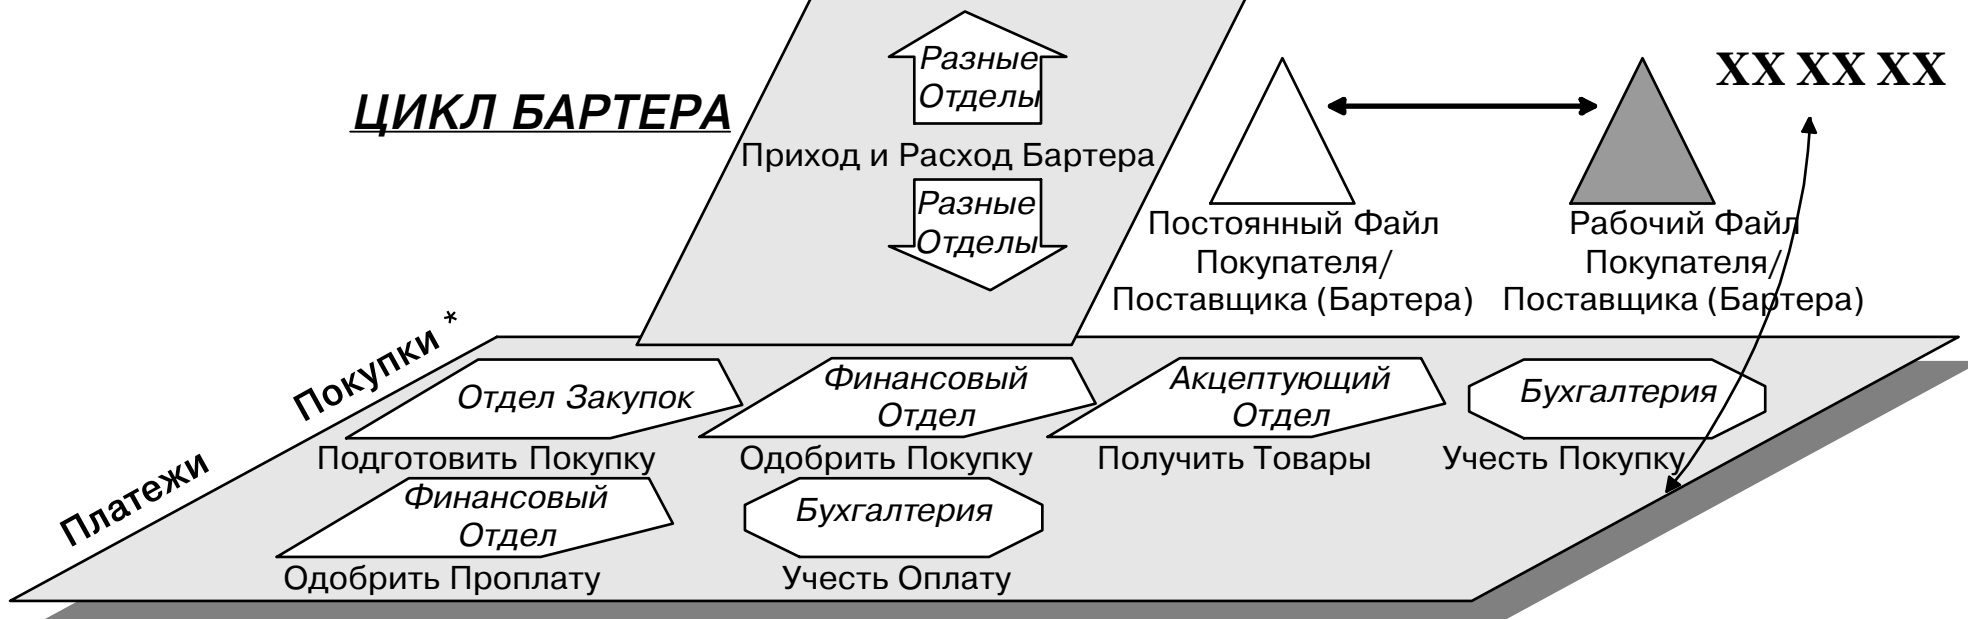 Разные
Отделы
XX XX XX
ЦИКЛ БАРТЕРА
Приход и Расход Бартера
Разные
Отделы
Постоянный Файл
Покупателя/
Поставщика (Бартера)
Рабочий Файл
Покупателя/
Поставщика (Бартера)
Покупки *
Отдел Закупок
Финансовый
Отдел
Акцептующий
Отдел
Бухгалтерия
Подготовить Покупку
Одобрить Покупку
Получить Товары
Учесть Покупку
Платежи
Финансовый
Отдел
Бухгалтерия
Одобрить Проплату
Учесть Оплату